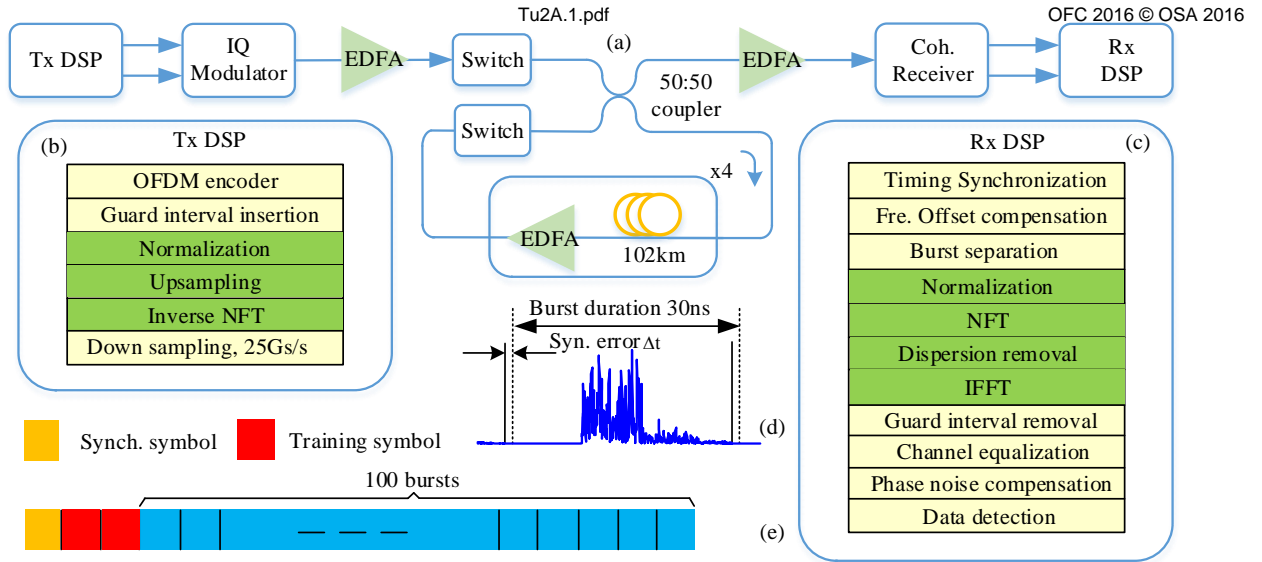 Tu2A.1.pdf
OFC 2016 © OSA 2016
(a)
Tx DSP
IQ
Modulator
EDFA
Switch
Switch
50:50
coupler
EDFA
Coh.
Receiver
Rx
DSP
x4
EDFA
102km
(b)
Tx DSP
OFDM encoder
Guard interval insertion
Normalization
Upsampling
Inverse NFT
Down sampling, 25Gs/s
Rx DSP
(c)
Timing Synchronization
Fre. Offset compensation
Burst separation
Normalization
NFT
Dispersion removal
IFFT
Guard interval removal
Channel equalization
Phase noise compensation
Data detection
Burst duration 30ns
Syn. error Δt
(d)
Synch. symbol
Training symbol
100 bursts
(e)